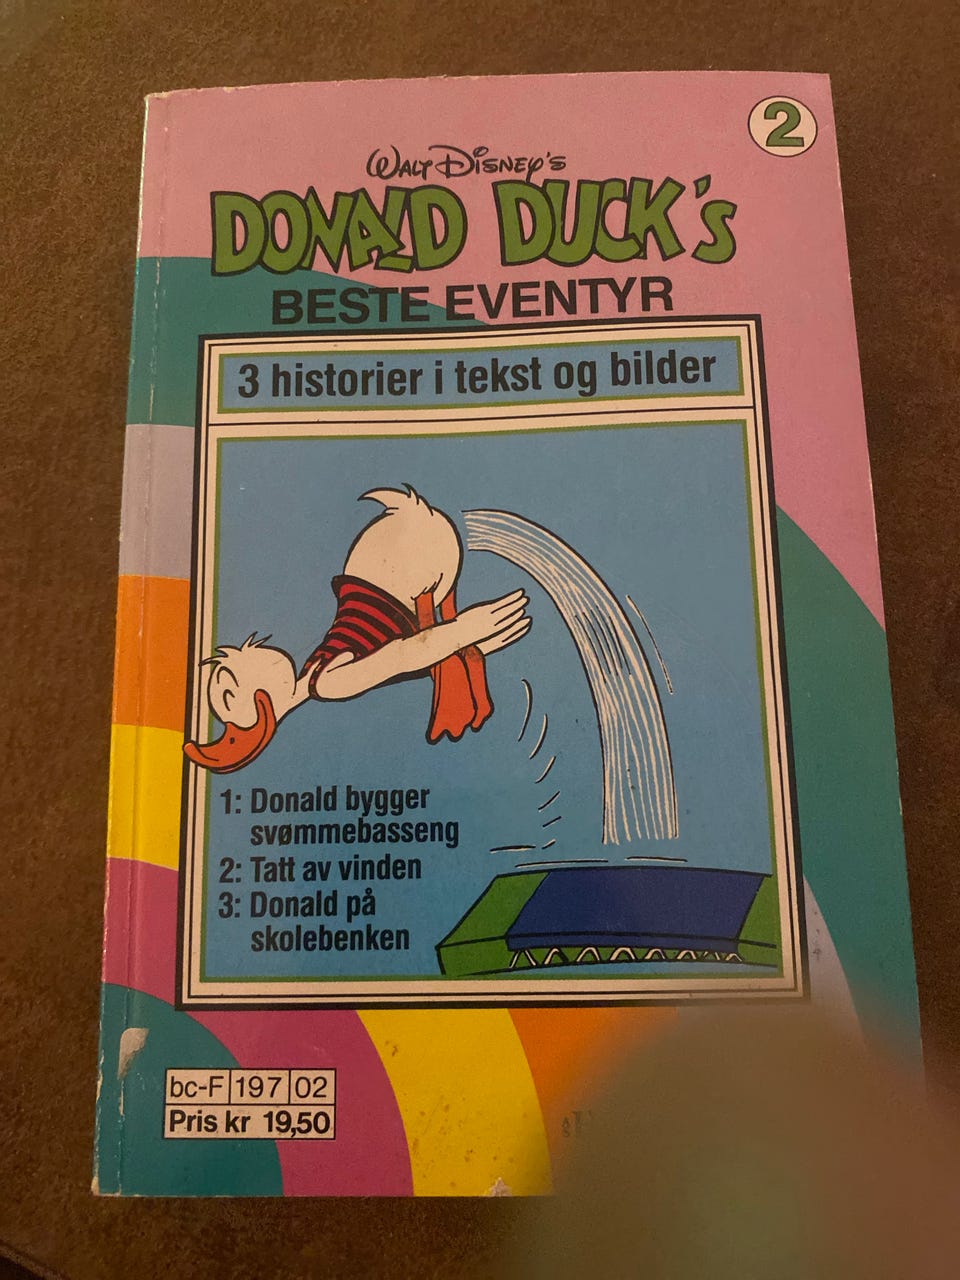 2
WALT DISNEY'S
DONALD DUCK'S
BESTE EVENTYR
3 historier i tekst og bilder
1: Donald bygger
svømmebasseng
2: Tatt av vinden
3: Donald på
skolebenken
bc-F 197 02
Pris kr 19,50